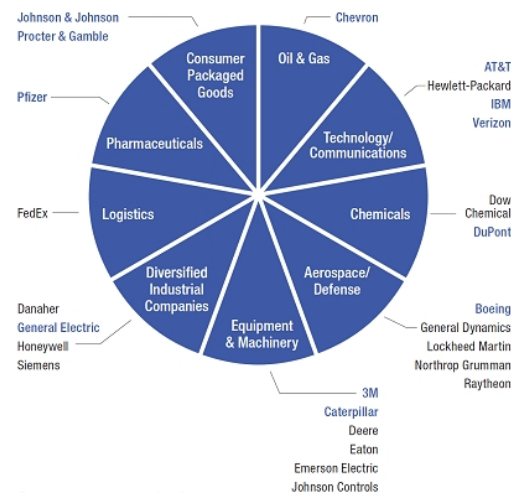 Johnson & Johnson
Procter & Gamble
Consumer
Packaged
Goods
Chevron
Oil & Gas
AT&T
Hewlett-Packard
IBM
Verizon
Technology/
Communications
Dow
Chemical
DuPont
Chemicals
Boeing
General Dynamics
Lockheed Martin
Northrop Grumman
Raytheon
Aerospace/
Defense
3M
Caterpillar
Deere
Eaton
Emerson Electric
Johnson Controls
Equipment
& Machinery
Danaher
General Electric
Honeywell
Siemens
Diversified
Industrial
Companies
FedEx
Logistics
Pfizer
Pharmaceuticals